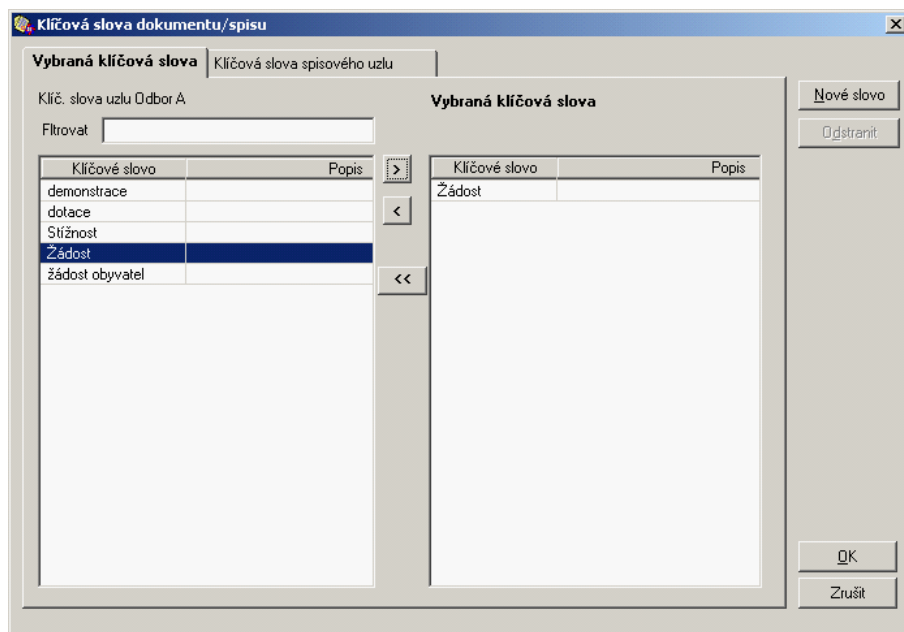 Klíčová slova dokumentu/spisu
Vybraná klíčová slova
Klíčová slova spisového uzlu
Klíč. slova uzlu Odbor A
Vybraná klíčová slova
Nové slovo
Fltrovat
Odstranit
Klíčové slovo Popis
>
Klíčové slovo Popis
demonstrace
Žádost
dotace
<
Stížnost
Žádost
žádost obyvatel
<<
OK
Zrušit